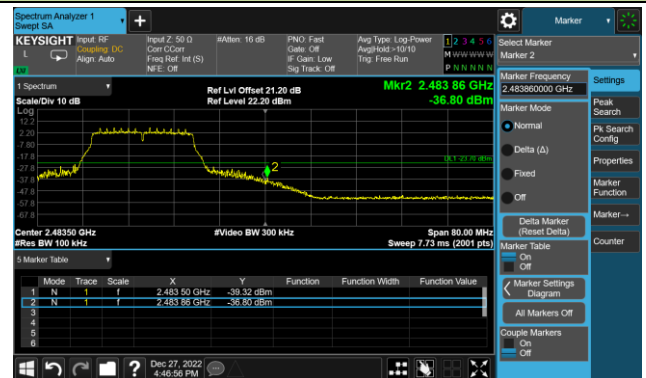 Spectrum Analyzer 1
Swept SA
Marker
KEYSIGHT
Input: RF
Coupling: DC
Align: Auto
Input Z: 50 Ω
Corr CCorr
Freq Ref: Int (S)
NFE: Off
#Atten: 16 dB
PNO: Fast
Gate: Off
IF Gain: Low
Sig Track: Off
Avg Type: Log-Power
Avg|Hold:>10/10
Trig: Free Run
1 2 3 4 5 6
M W W W W W
P N N N N N
LXI
1 Spectrum
Scale/Div 10 dB
Log
Ref Lvl Offset 21.20 dB
Ref Level 22.20 dBm
Mkr2 2.483 86 GHz
-36.80 dBm
12.2
2.20
-7.80
-17.8
-27.8
-37.8
-47.8
-57.8
-67.8
DL1 -23.70 dBm
2
Center 2.48350 GHz
#Res BW 100 kHz
#Video BW 300 kHz
Span 80.00 MHz
Sweep 7.73 ms (2001 pts)
5 Marker Table
Mode Trace Scale X Y Function Function Width Function Value
1 N 1 f 2.483 50 GHz -39.32 dBm
2 N 1 f 2.483 86 GHz -36.80 dBm
3
4
5
6
Dec 27, 2022
4:46:56 PM
Select Marker
Marker 2
Marker Frequency
2.483860000 GHz
Marker Mode
Normal
Delta (Δ)
Fixed
Off
Delta Marker
(Reset Delta)
Marker Table
On
Off
Marker Settings
Diagram
All Markers Off
Couple Markers
On
Off
Settings
Peak
Search
Pk Search
Config
Properties
Marker
Function
Marker→
Counter